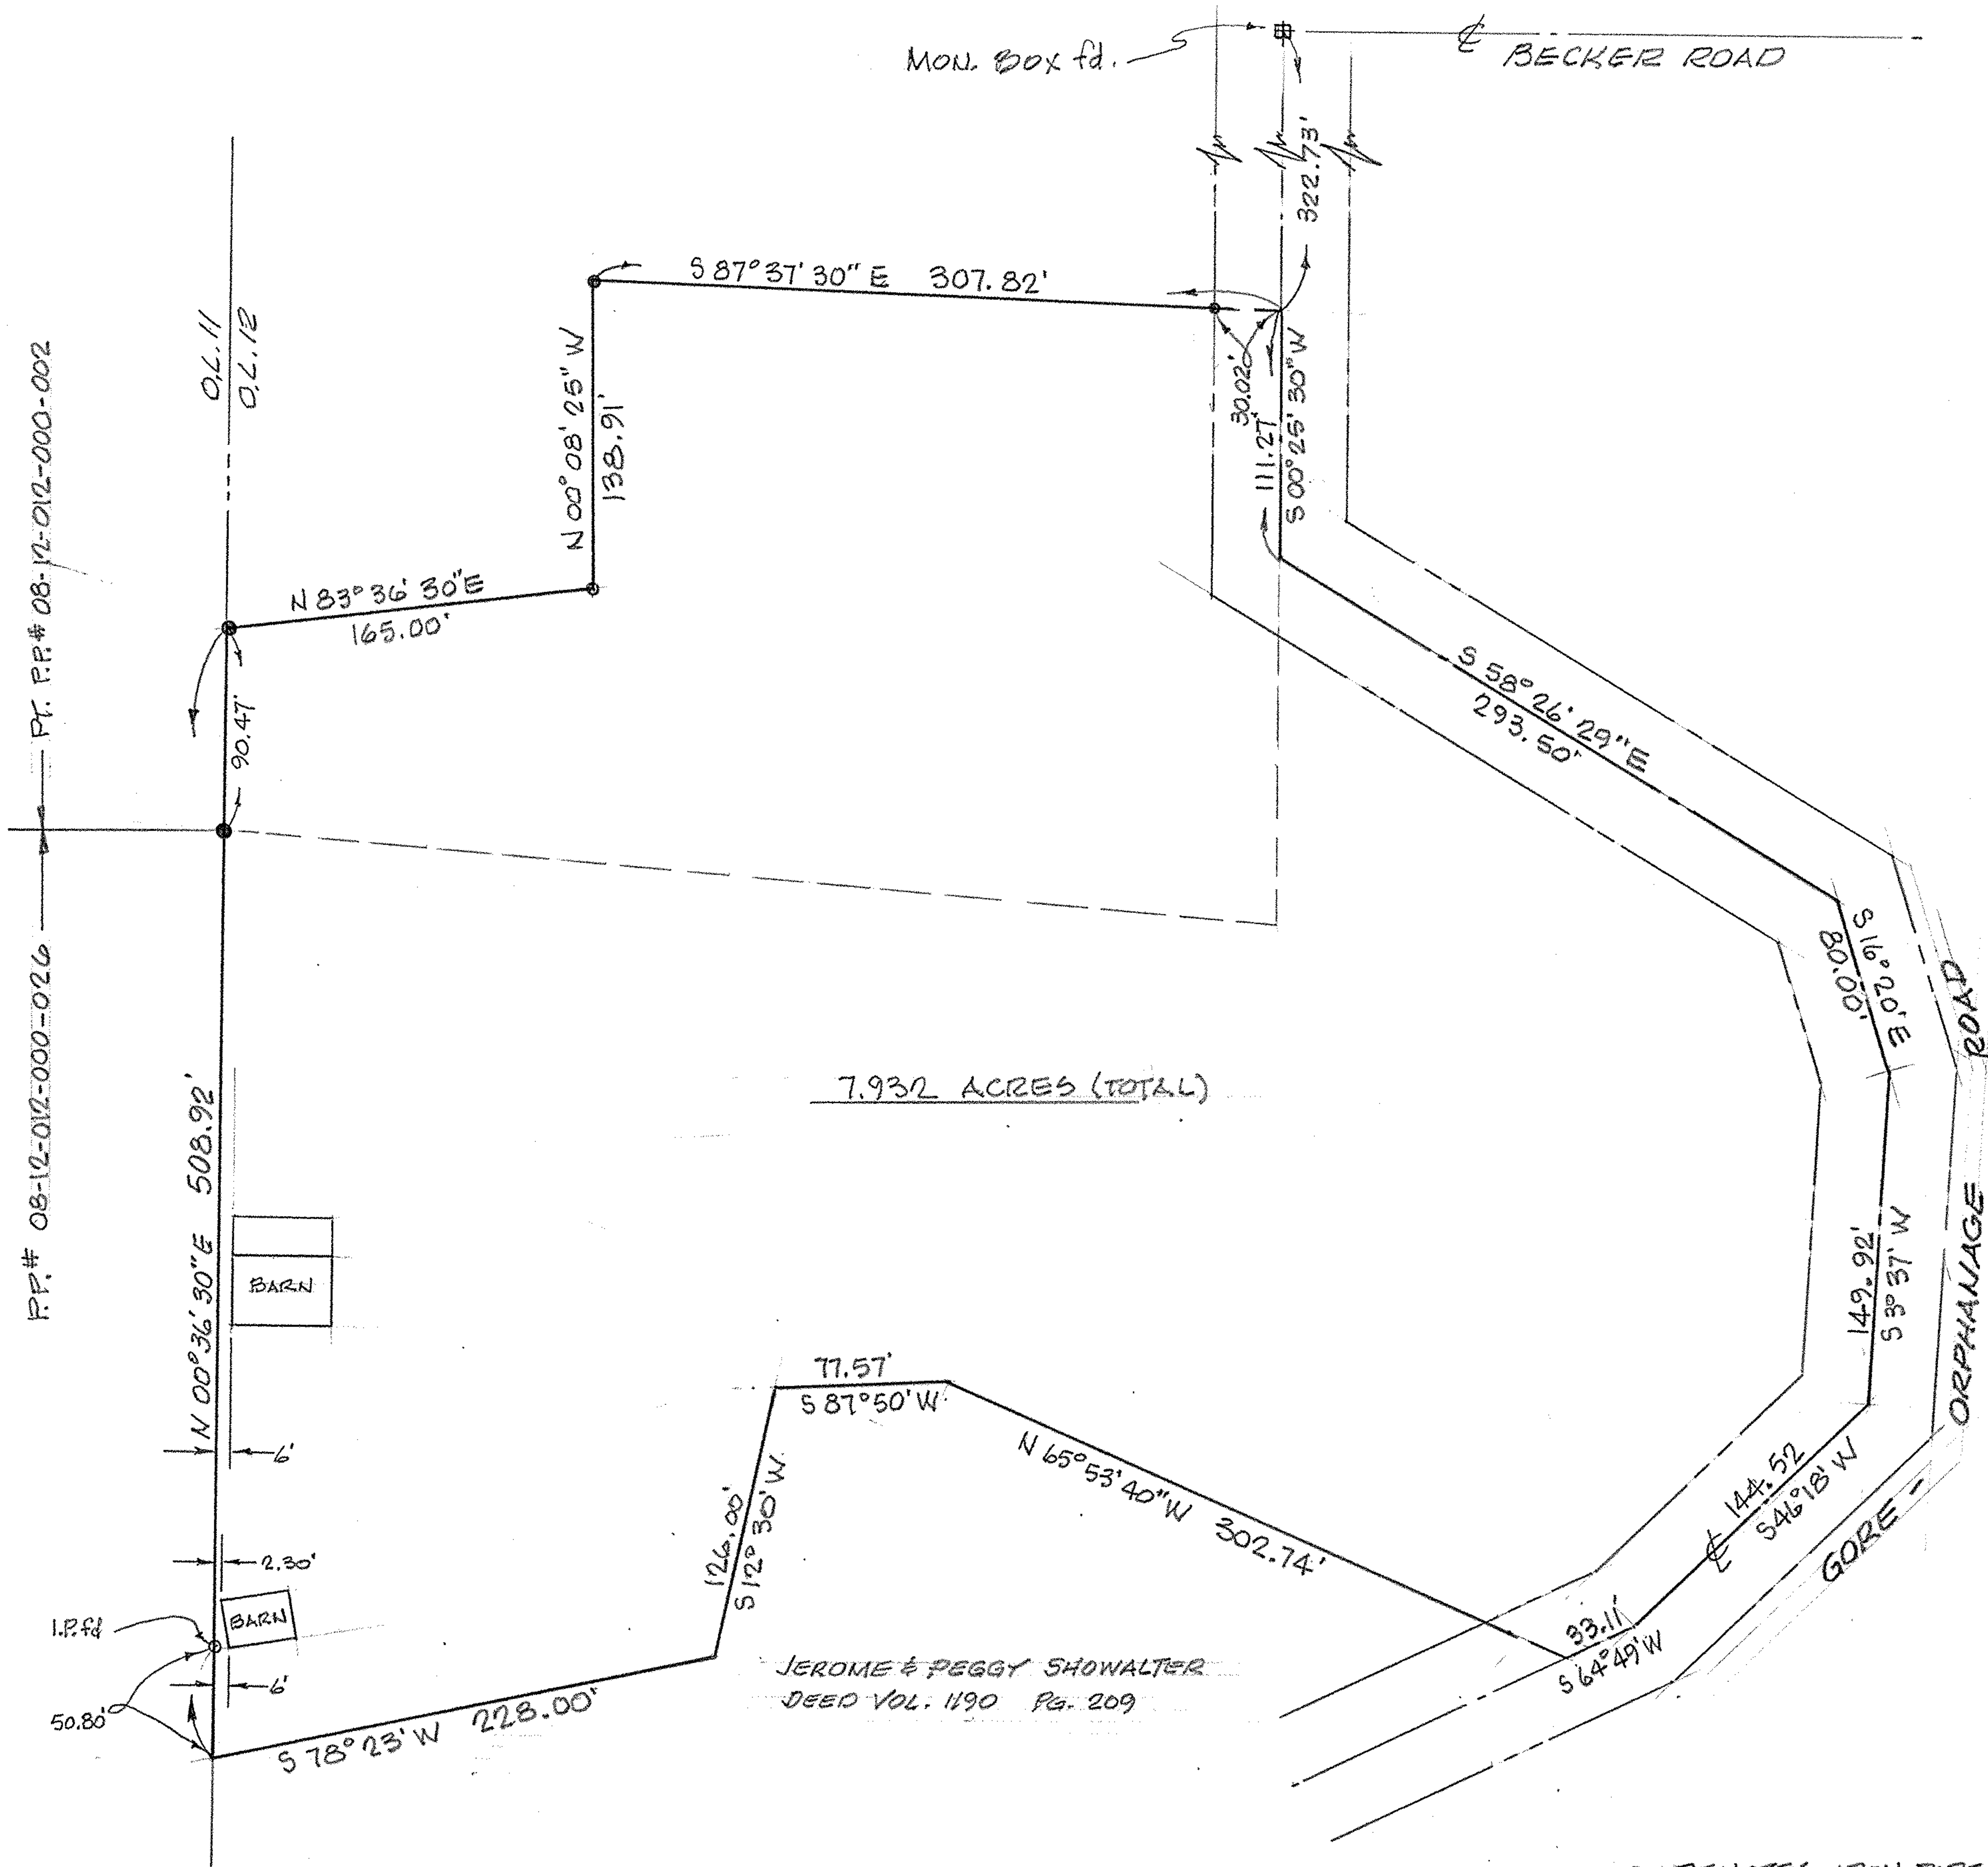 MON. BOX fd.
℄ BECKER ROAD
322.73'
S 87° 37' 30" E 307.82'
O.L. 11
O.L. 12
N 00° 08' 25" W
138.91'
30.02'
111.27'
S 00° 25' 30" W
PT. P.P.# 08-12-012-000-002
N 83° 36' 30" E
165.00'
90.47'
S 58° 26' 29" E
293.50'
P.P.# 08-12-012-000-026
S 16° 20' E
80.00'
7.932 ACRES (TOTAL)
N 00° 36' 30" E 508.92'
BARN
149.92'
S 3° 37' W
GORE - ORPHANAGE ROAD
77.57'
S 87° 50' W.
N 65° 53' 40" W 302.74'
6'
144.52
S 46° 18' W
℄
126.00'
S 12° 30' W.
2.30'
BARN
I.P. fd
33.11'
S 64° 49' W
6'
50.80'
JEROME & PEGGY SHOWALTER
DEED VOL. 1190 PG. 209
S 78° 23' W 228.00'